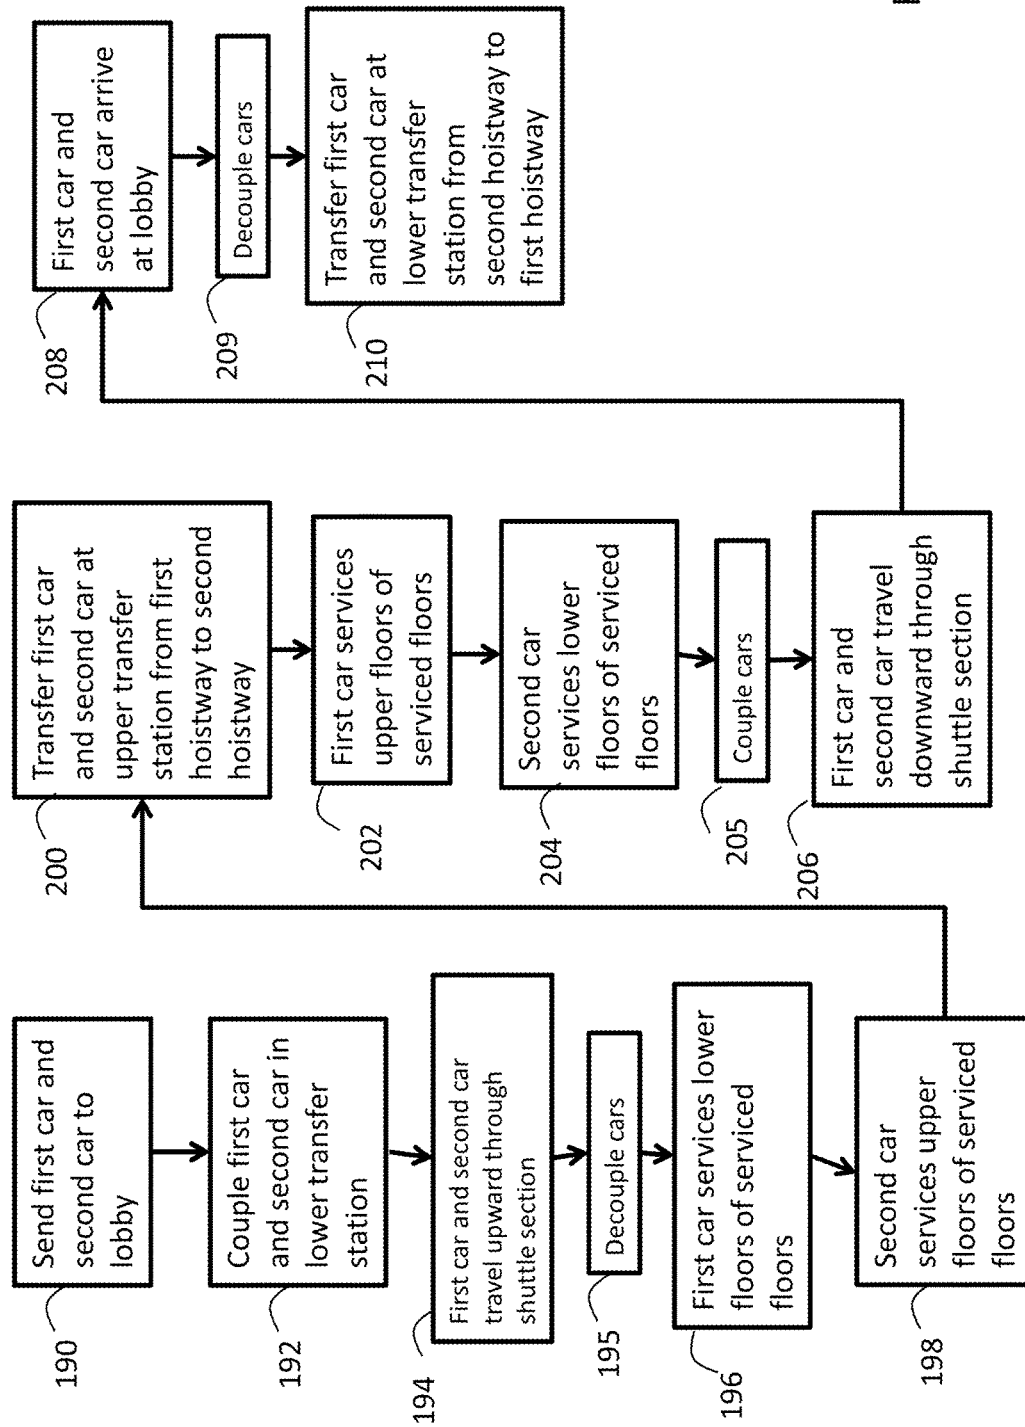 Send first car and
second car to
lobby
190
Couple first car
and second car in
lower transfer
station
192
First car and second car
travel upward through
shuttle section
194
Decouple cars
195
First car services lower
floors of serviced
floors
196
Second car
services upper
floors of serviced
floors
198
Transfer first car
and second car at
upper transfer
station from first
hoistway to second
hoistway
200
First car services
upper floors of
serviced floors
202
Second car
services lower
floors of serviced
floors
204
Couple cars
205
First car and
second car travel
downward through
shuttle section
206
First car and
second car arrive
at lobby
208
Decouple cars
209
Transfer first car
and second car at
lower transfer
station from
second hoistway to
first hoistway
210